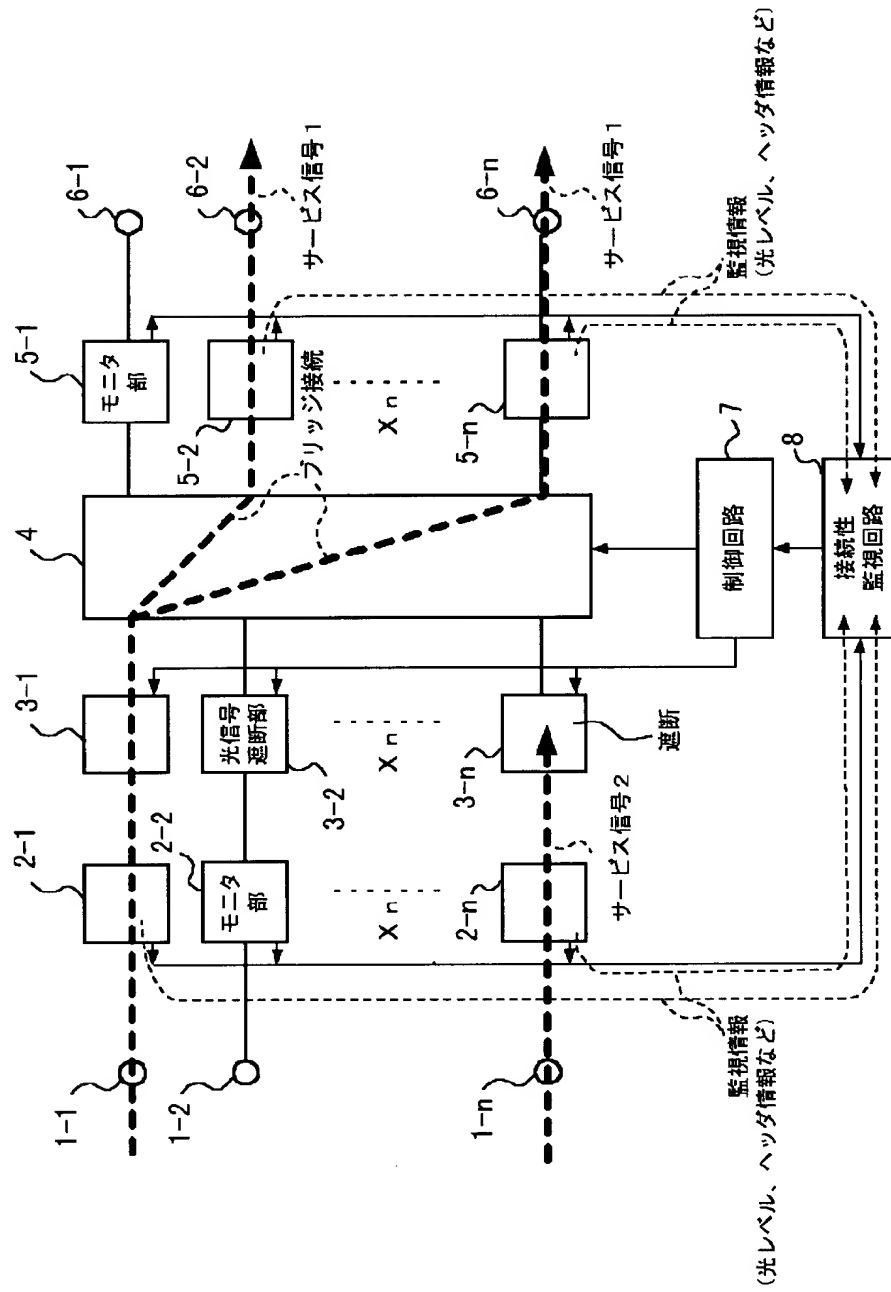 1-1
1-2
1-n
2-1
2-2
モニタ
部
X n
2-n
サービス信号2
3-1
光信号
遮断部
3-2
X n
3-n
遮断
4
ブリッジ接続
5-1
モニタ
部
5-2
X n
5-n
6-1
6-2
サービス信号1
6-n
サービス信号1
7
制御回路
8
接続性
監視回路
監視情報
(光レベル、ヘッダ情報など)
監視情報
(光レベル、ヘッダ情報など)